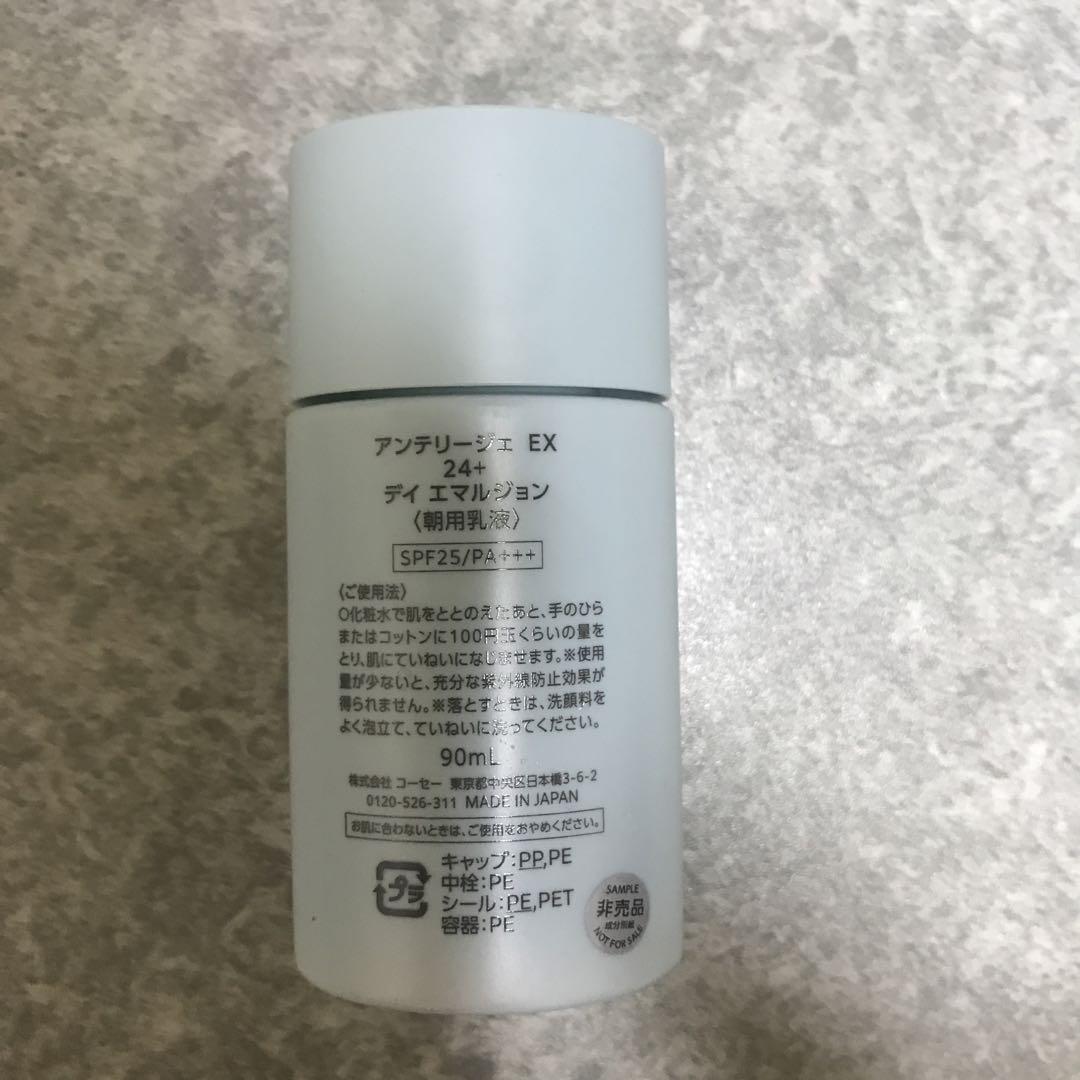 アンテリージェ EX
24+
デイ エマルジョン
〈朝用乳液〉
SPF25/PA+++
〈ご使用法〉
○化粧水で肌をととのえたあと、手のひら
またはコットンに100円玉くらいの量を
とり、肌にていねいになじませます。※使用
量が少ないと、充分な紫外線防止効果が
得られません。※落とすときは、洗顔料を
よく泡立て、ていねいに洗ってください。
90mL
株式会社 コーセー 東京都中央区日本橋3-6-2
0120-526-311 MADE IN JAPAN
お肌に合わないときは、ご使用をおやめください。
プラ
キャップ:PP,PE
中栓:PE
シール:PE,PET
容器:PE
SAMPLE
非売品
成分別紙
NOT FOR SALE